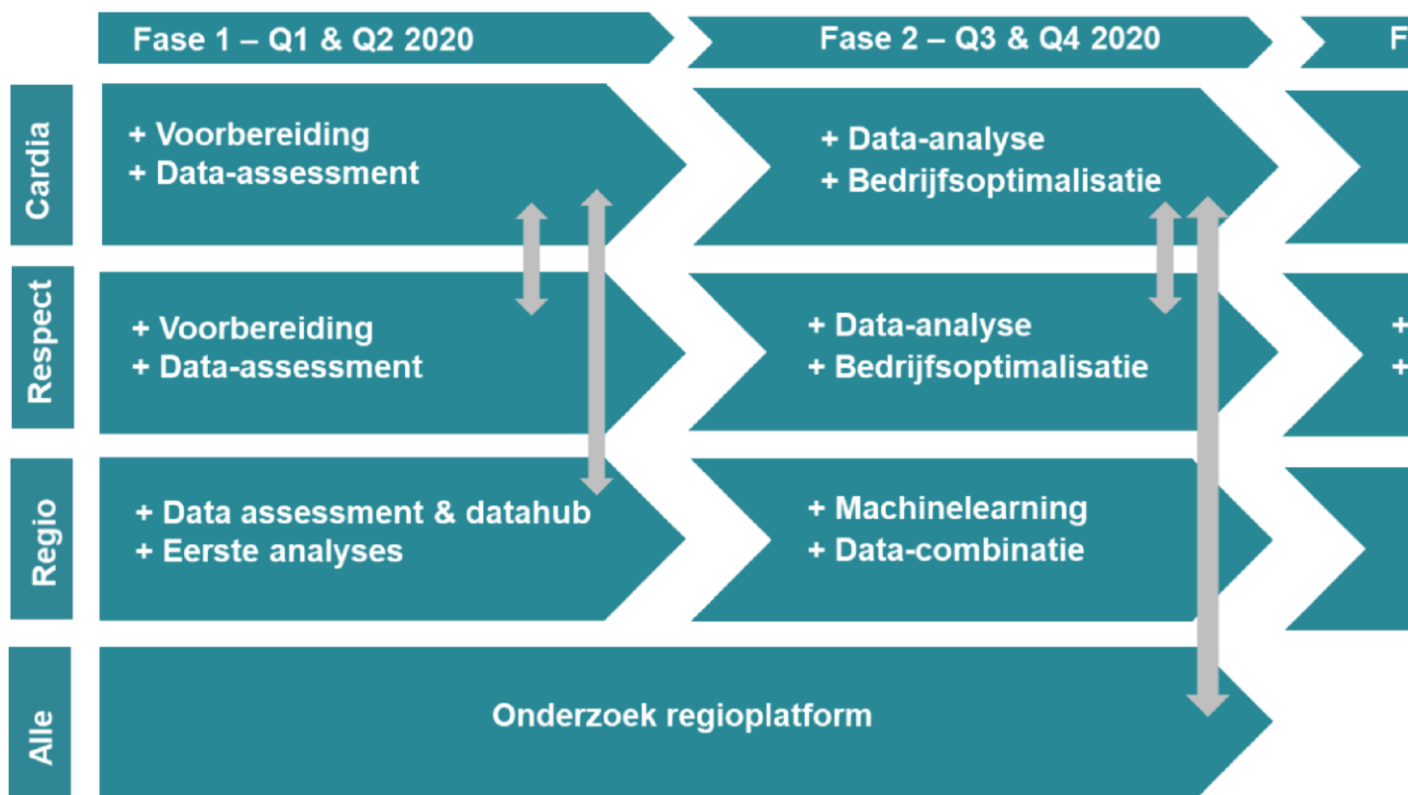 Fase 1 – Q1 & Q2 2020
Fase 2 – Q3 & Q4 2020
F
Cardia
+ Voorbereiding
+ Data-assessment
+ Data-analyse
+ Bedrijfsoptimalisatie
Respect
+ Voorbereiding
+ Data-assessment
+ Data-analyse
+ Bedrijfsoptimalisatie
+
+
Regio
+ Data assessment & datahub
+ Eerste analyses
+ Machinelearning
+ Data-combinatie
Alle
Onderzoek regioplatform